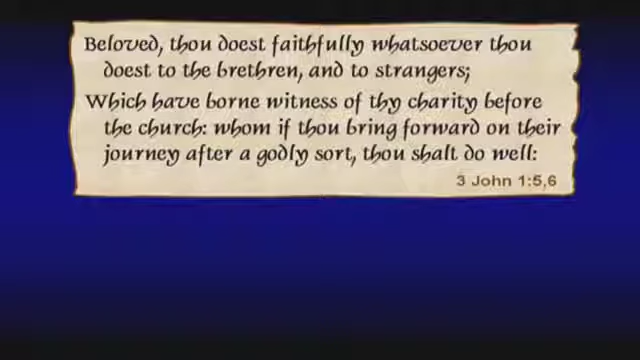 Beloved, thou doest faithfully whatsoever thou
doest to the brethren, and to strangers;
Which have borne witness of thy charity before
the church: whom if thou bring forward on their
journey after a godly sort, thou shalt do well:
3 John 1:5,6